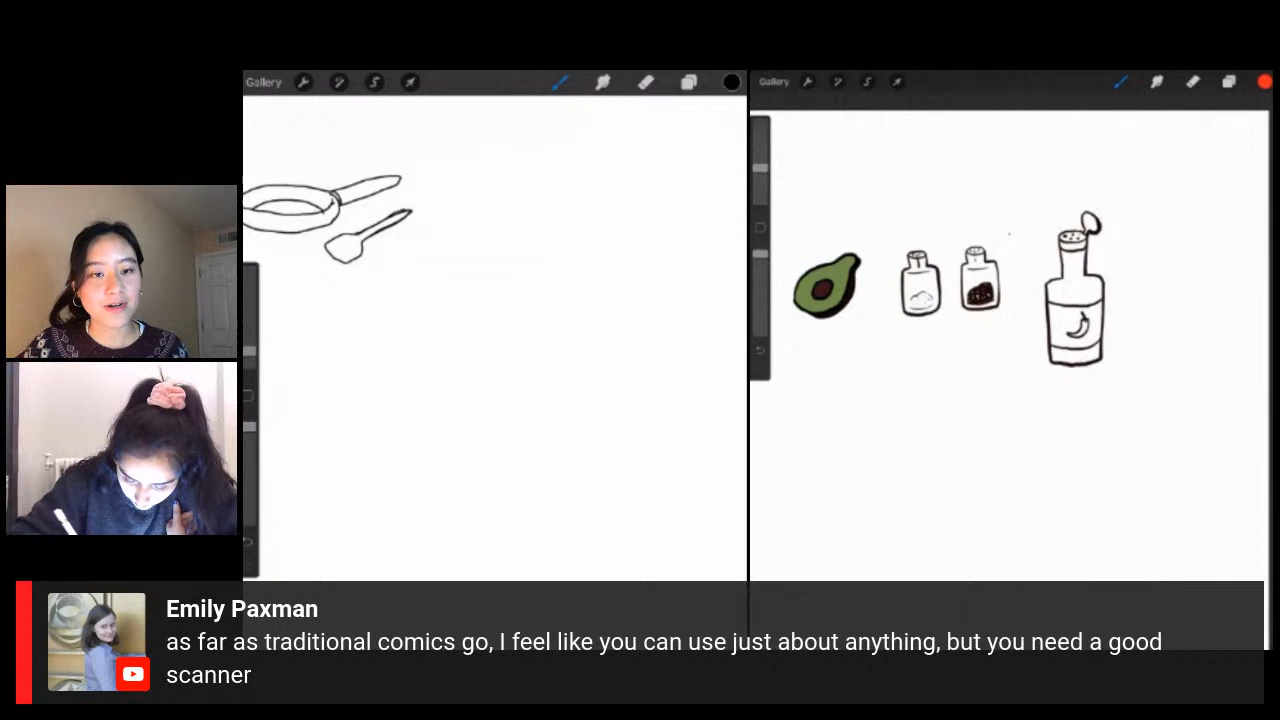 Gallery
Gallery
Emily Paxman
as far as traditional comics go, I feel like you can use just about anything, but you need a good
scanner